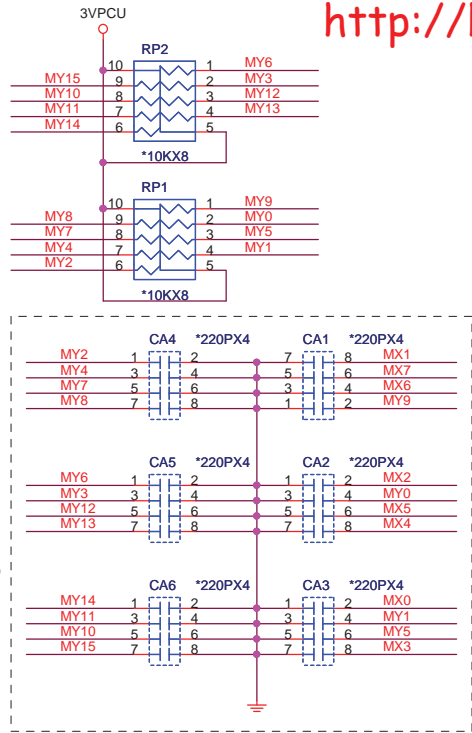 3VPCU
http://
RP2
10 1 MY6
MY15 9 2 MY3
MY10 8 3 MY12
MY11 7 4 MY13
MY14 6 5
*10KX8
RP1
10 1 MY9
MY8 9 2 MY0
MY7 8 3 MY5
MY4 7 4 MY1
MY2 6 5
*10KX8
CA4 *220PX4 CA1 *220PX4
MY2 1 2 7 8 MX1
MY4 3 4 5 6 MX7
MY7 5 6 3 4 MX6
MY8 7 8 1 2 MY9
CA5 *220PX4 CA2 *220PX4
MY6 1 2 1 2 MX2
MY3 3 4 3 4 MY0
MY12 5 6 5 6 MX5
MY13 7 8 7 8 MX4
CA6 *220PX4 CA3 *220PX4
MY14 1 2 1 2 MX0
MY11 3 4 3 4 MY1
MY10 5 6 5 6 MY5
MY15 7 8 7 8 MX3